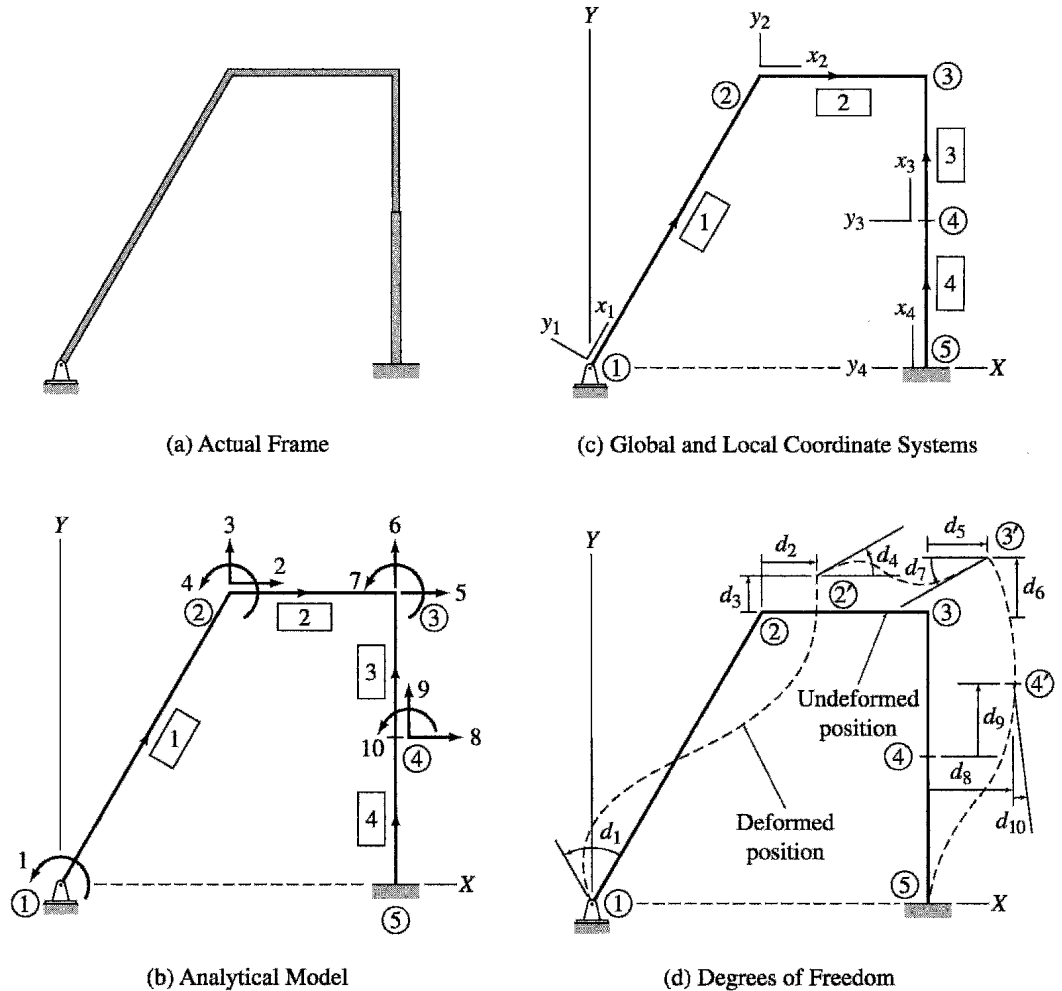 (a) Actual Frame
Y
y2
x2
②
③
2
3
x3
y3
④
1
4
x1
y1
x4
①
y4
⑤
X
(c) Global and Local Coordinate Systems
Y
3
6
4
2
7
5
②
2
③
3
9
1
10
8
④
4
1
X
①
⑤
(b) Analytical Model
Y
d2
d5
③′
d4
d7
d3
②′
d6
②
③
④′
Undeformed
position
d9
④
d8
d1
Deformed
position
d10
⑤
①
X
(d) Degrees of Freedom